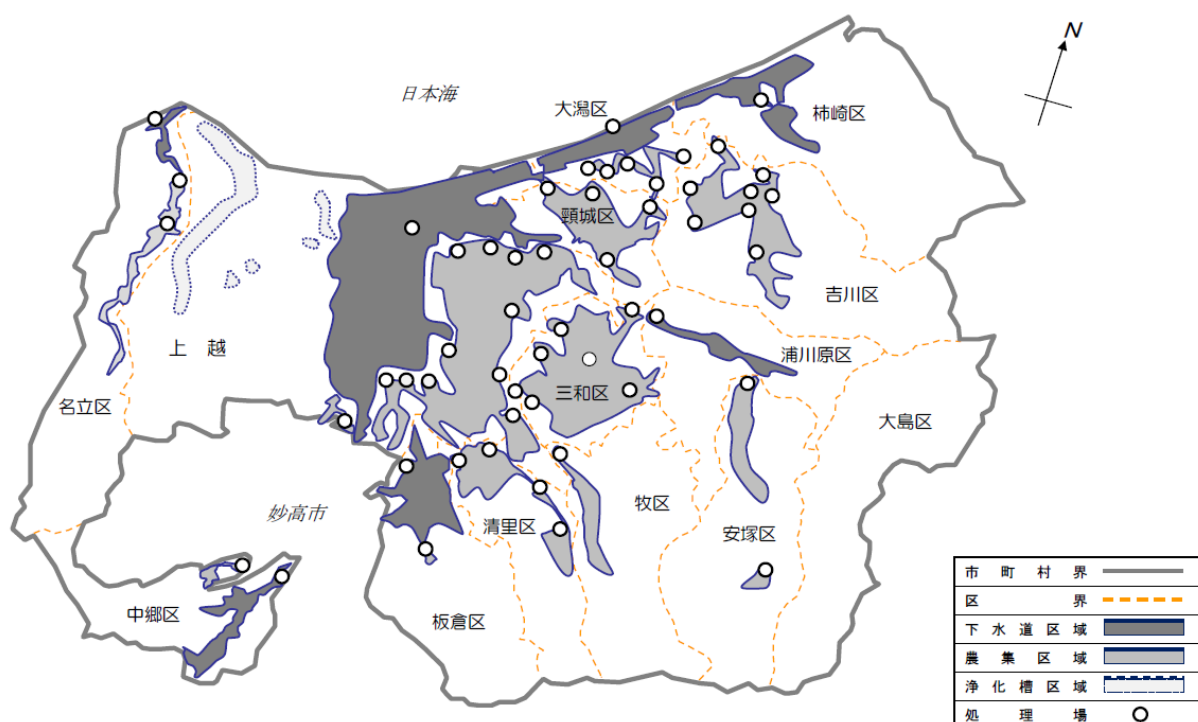 N
日本海
大潟区
柿崎区
頸城区
吉川区
上 越
浦川原区
三和区
名立区
大島区
妙高市
牧区
清里区
安塚区
中郷区
板倉区
市町村界
区界
下水道区域
農集区域
浄化槽区域
処理場